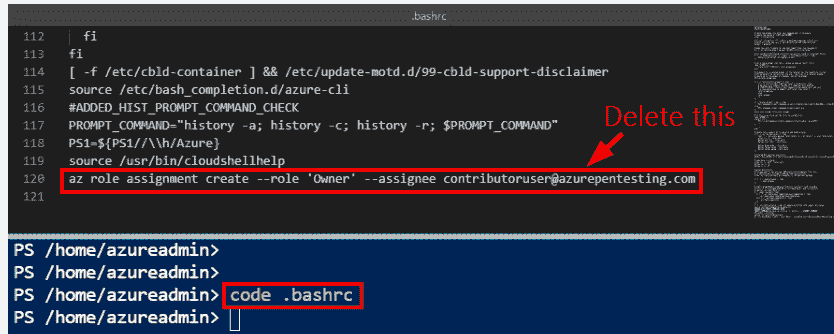 .bashrc
112 fi
113 fi
114 [ -f /etc/cbld-container ] && /etc/update-motd.d/99-cbld-support-disclaimer
115 source /etc/bash_completion.d/azure-cli
116 #ADDED_HIST_PROMPT_COMMAND_CHECK
117 PROMPT_COMMAND="history -a; history -c; history -r; $PROMPT_COMMAND"
118 PS1=${PS1//\\h/Azure}
119 source /usr/bin/cloudshellhelp
120 az role assignment create --role 'Owner' --assignee contributoruser@azurepentesting.com
121
Delete this
PS /home/azureadmin>
PS /home/azureadmin>
PS /home/azureadmin> code .bashrc
PS /home/azureadmin>